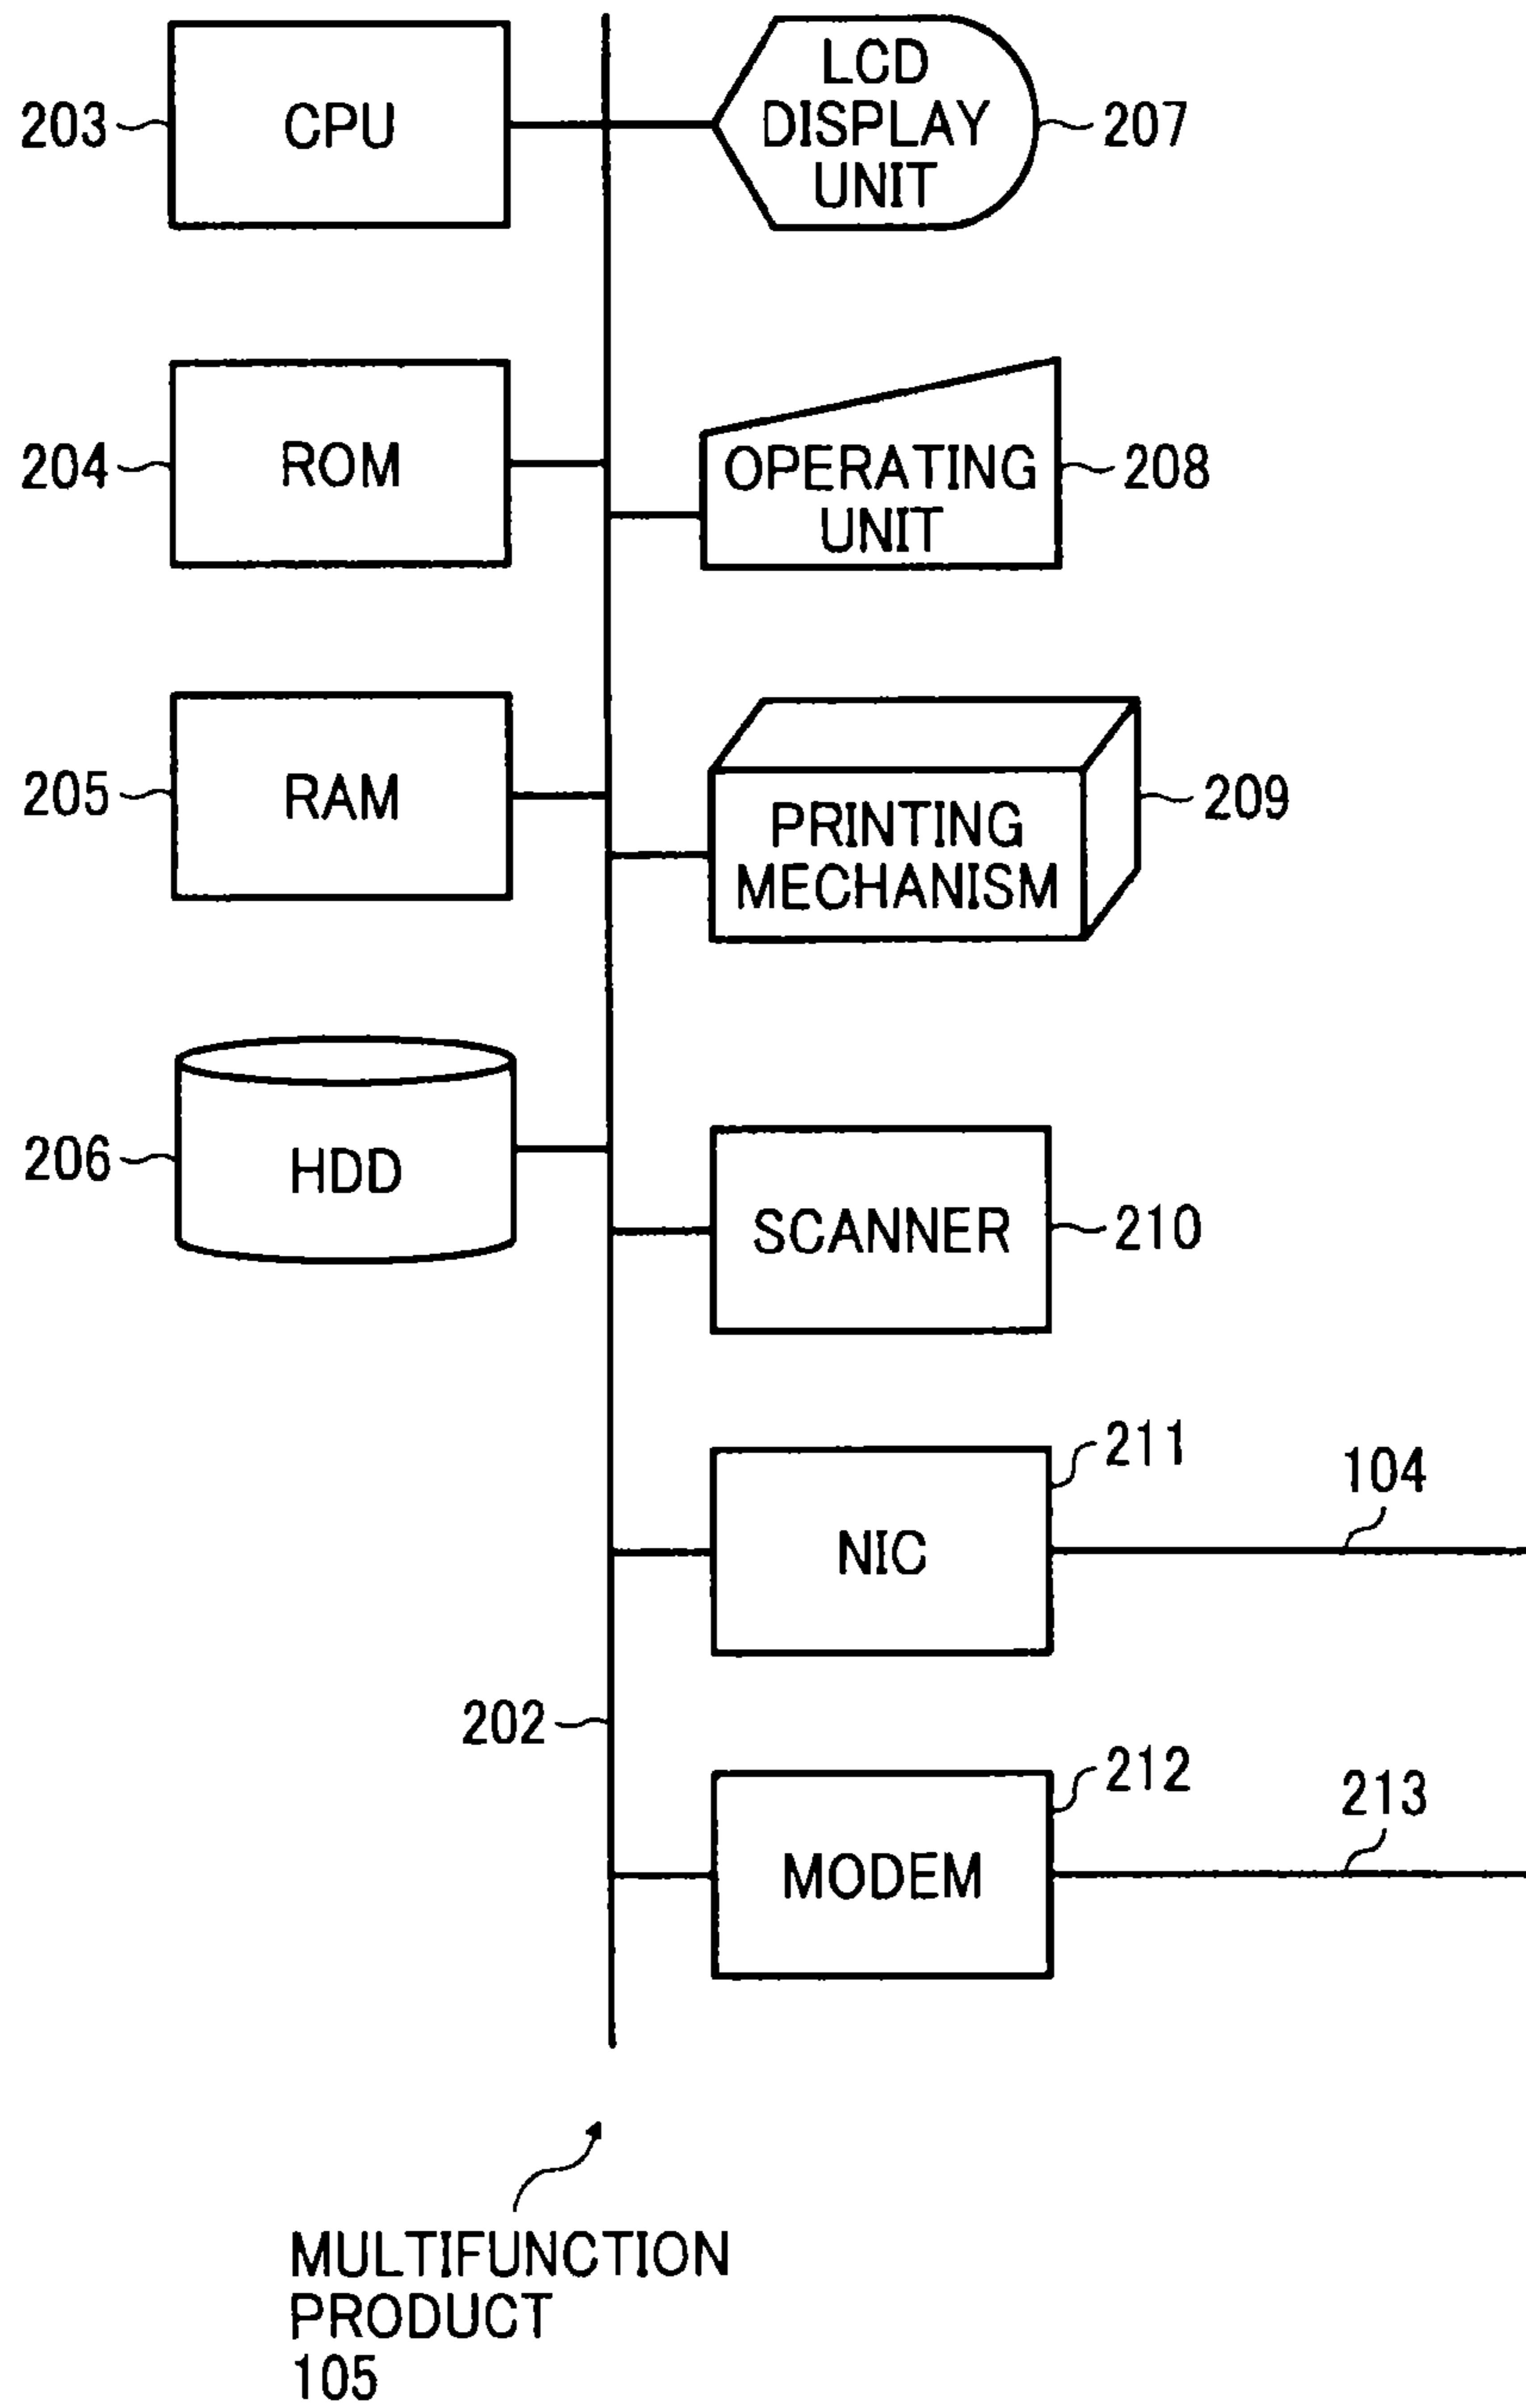 203
CPU
LCD
DISPLAY
UNIT
207
204
ROM
OPERATING
UNIT
208
205
RAM
PRINTING
MECHANISM
209
206
HDD
SCANNER
210
211
NIC
104
202
212
MODEM
213
MULTIFUNCTION
PRODUCT
105